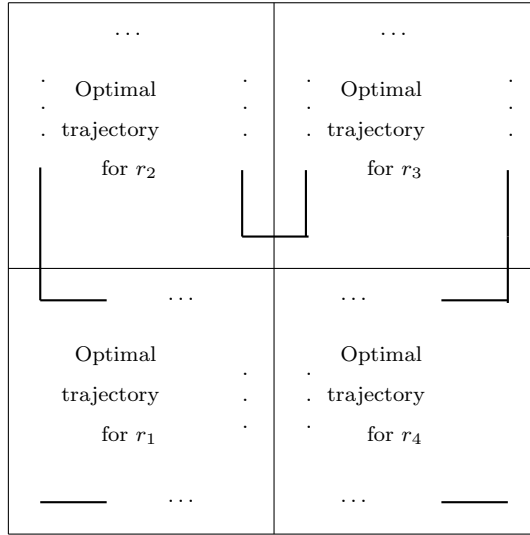 ...
...
Optimal
trajectory
for r₂
Optimal
trajectory
for r₃
...
...
Optimal
trajectory
for r₁
Optimal
trajectory
for r₄
...
...